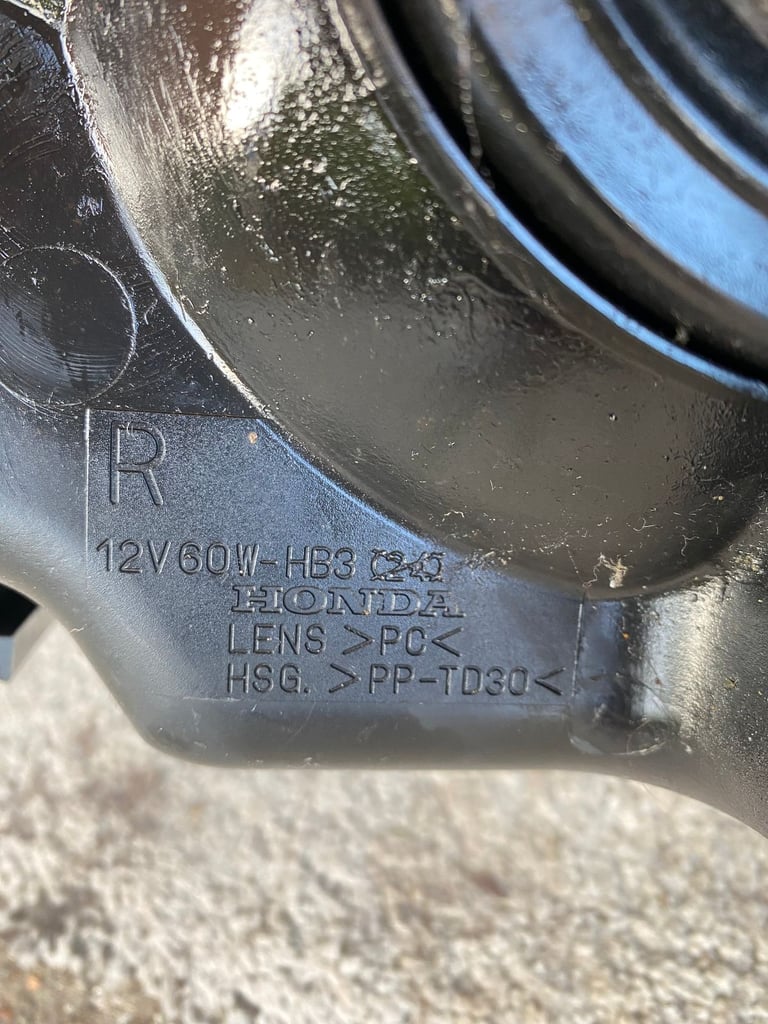 R
12V60W-HB3
HONDA
LENS >PC<
HSG. >PP-TD30<